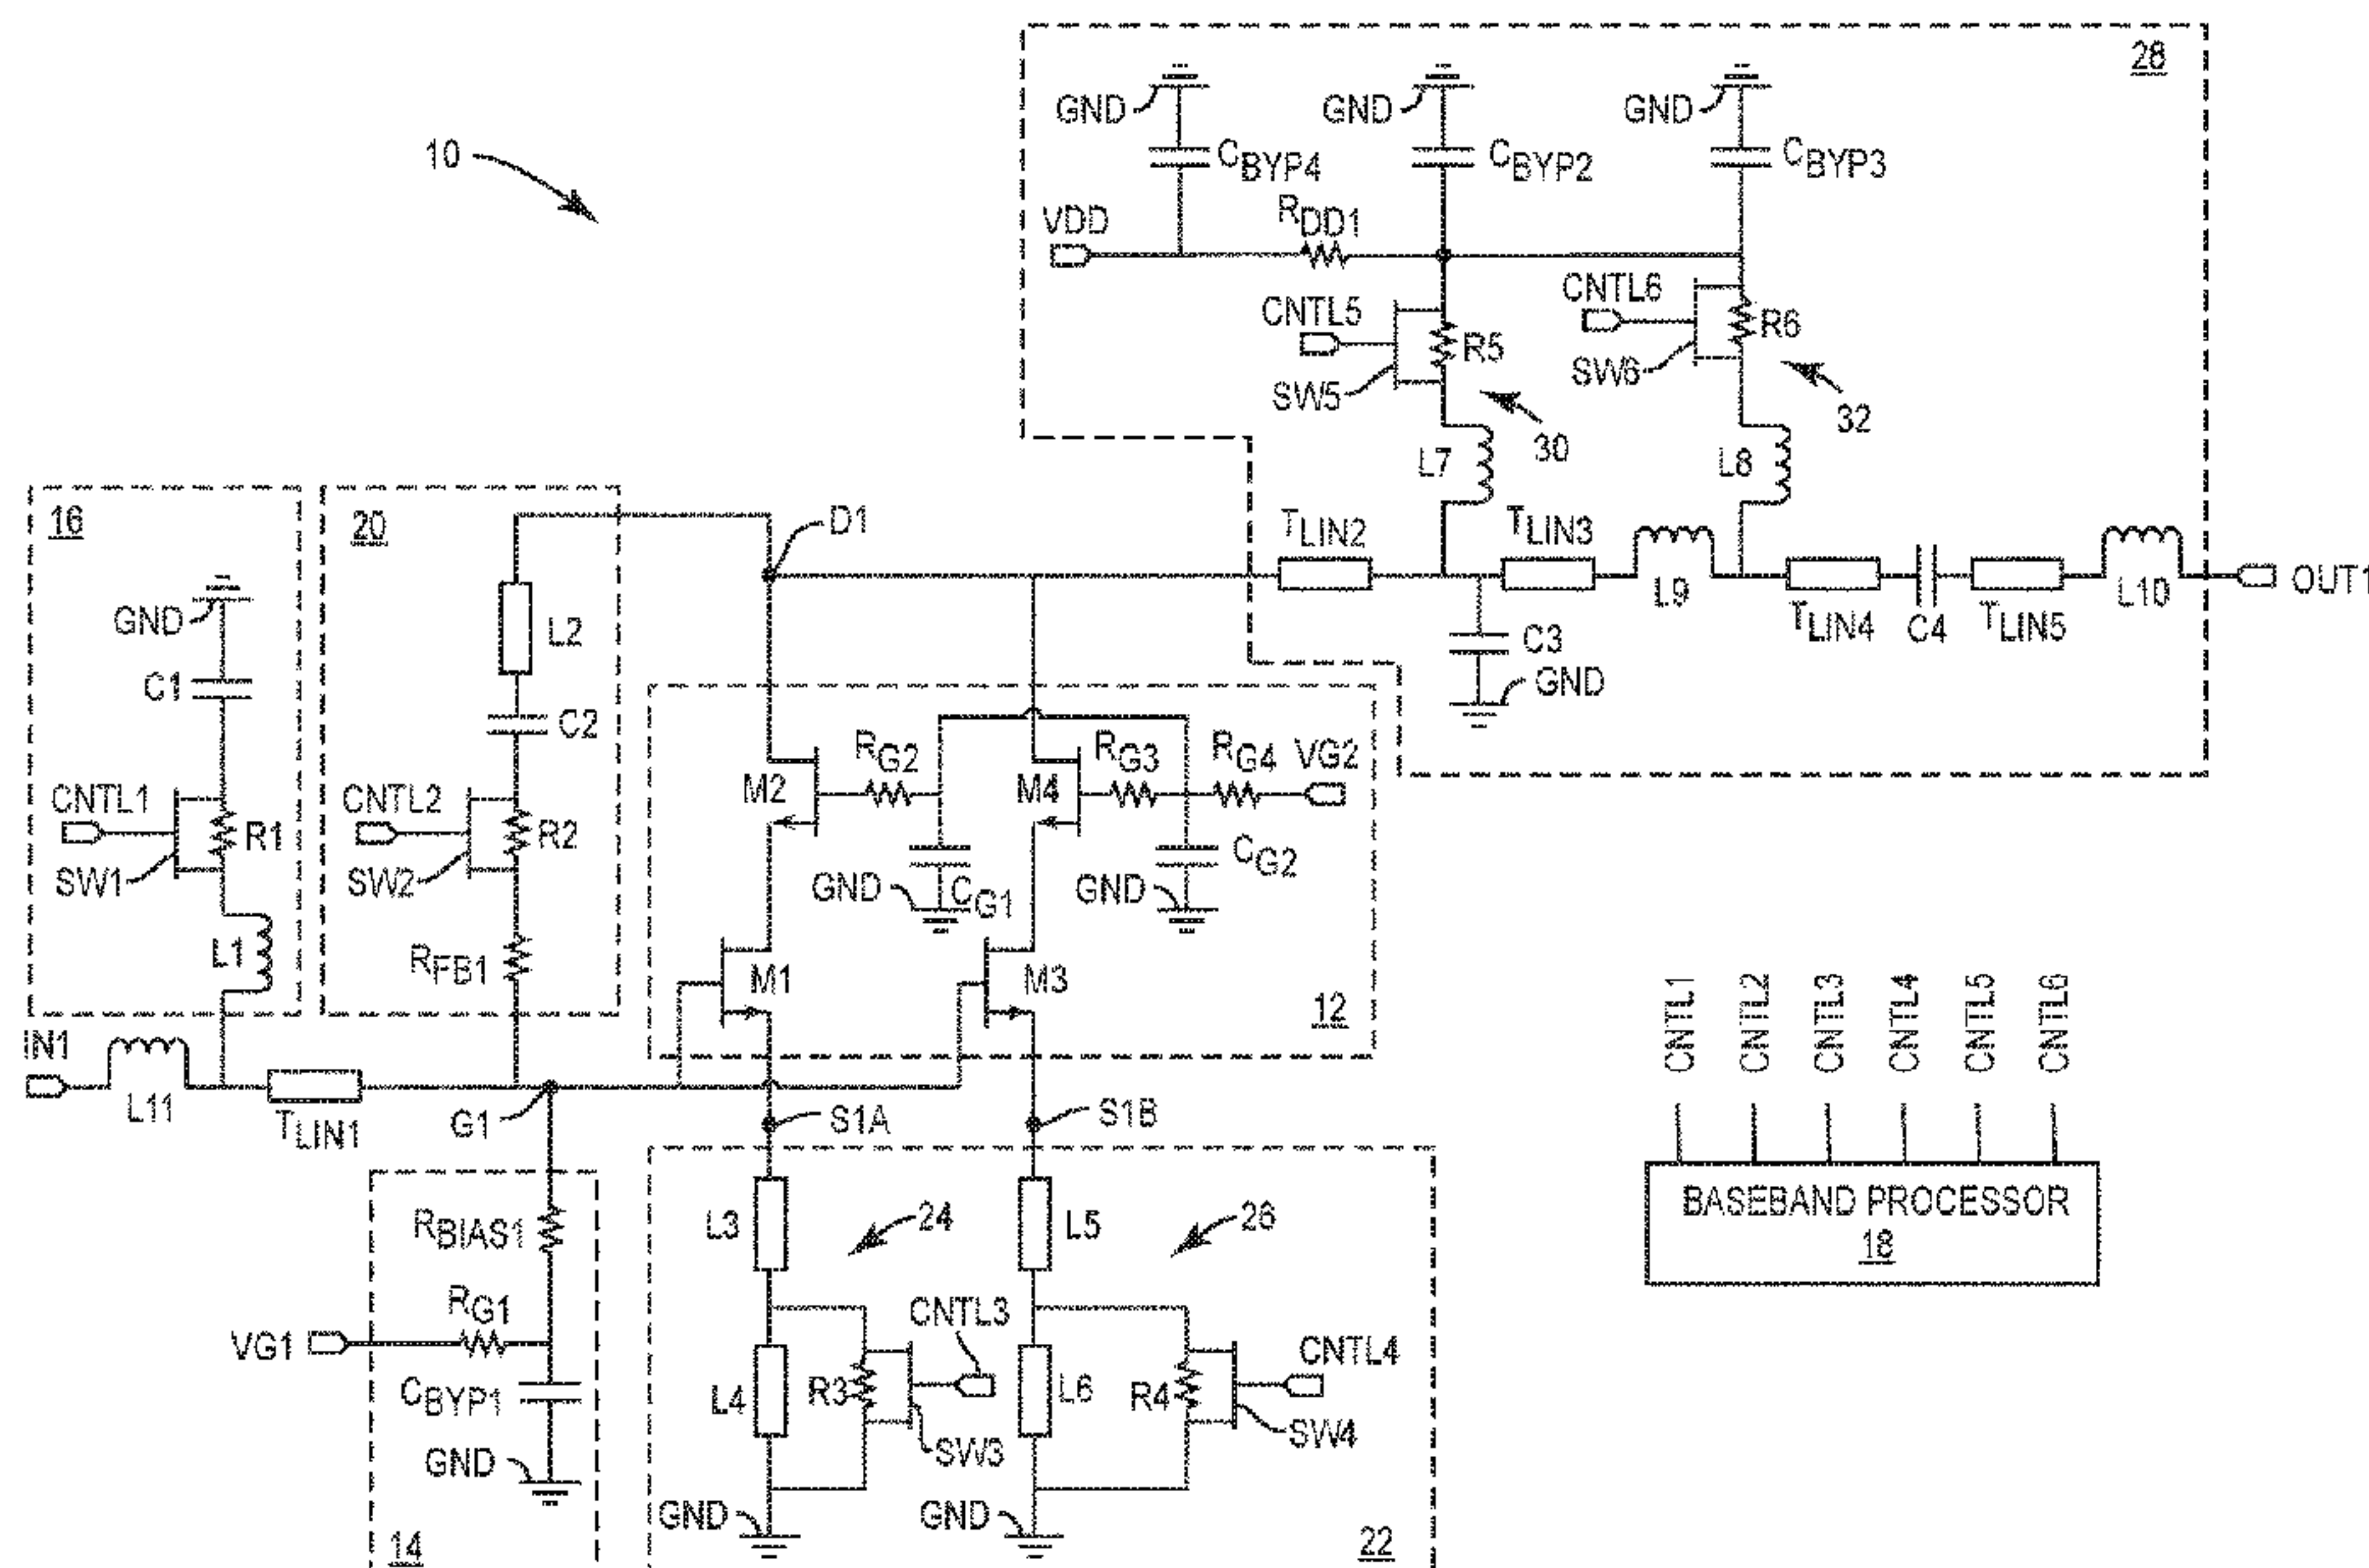 28
GND
GND
GND
10
CBYP4
CBYP2
CBYP3
VDD
RDD1
CNTL5
CNTL6
R5
R6
SW5
SW6
30
32
L7
L8
16
20
D1
TLIN2
TLIN3
L9
TLIN4
C4
TLIN5
L10
OUT1
GND
L2
C3
GND
C1
C2
RG2
RG3
RG4
VG2
M2
M4
CNTL1
CNTL2
R1
R2
SW1
SW2
GND
CG1
GND
CG2
L1
RFB1
M1
M3
12
CNTL1
CNTL2
CNTL3
CNTL4
CNTL5
CNTL6
IN1
L11
TLIN1
G1
S1A
S1B
BASEBAND PROCESSOR
18
RBIAS1
L3
24
L5
26
RG1
VG1
CNTL3
CNTL4
CBYP1
L4
R3
L6
R4
SW3
SW4
GND
GND
GND
14
22